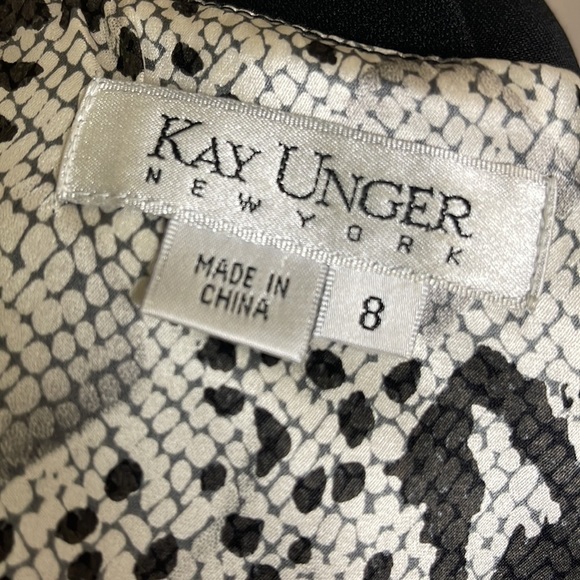 KAY UNGER
NEW YORK
MADE IN
CHINA
8